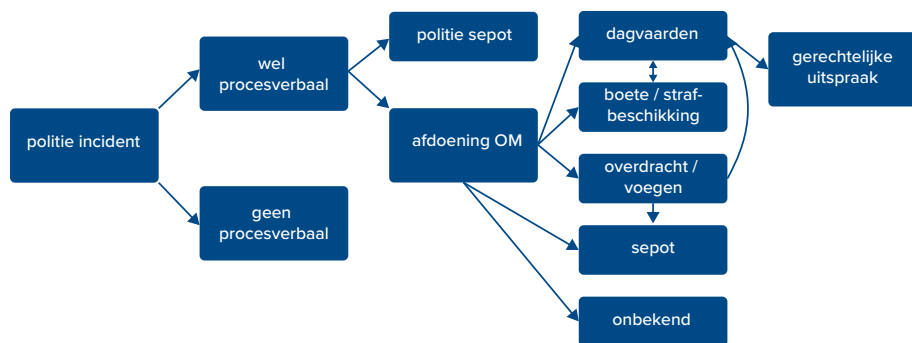 politie incident
wel
procesverbaal
geen
procesverbaal
politie sepot
afdoening OM
dagvaarden
boete / straf-
beschikking
overdracht /
voegen
sepot
onbekend
gerechtelijke
uitspraak